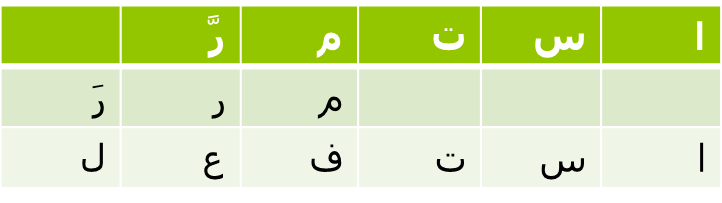 ا س ت م رَّ
م ر رَ
ا س ت ف ع ل